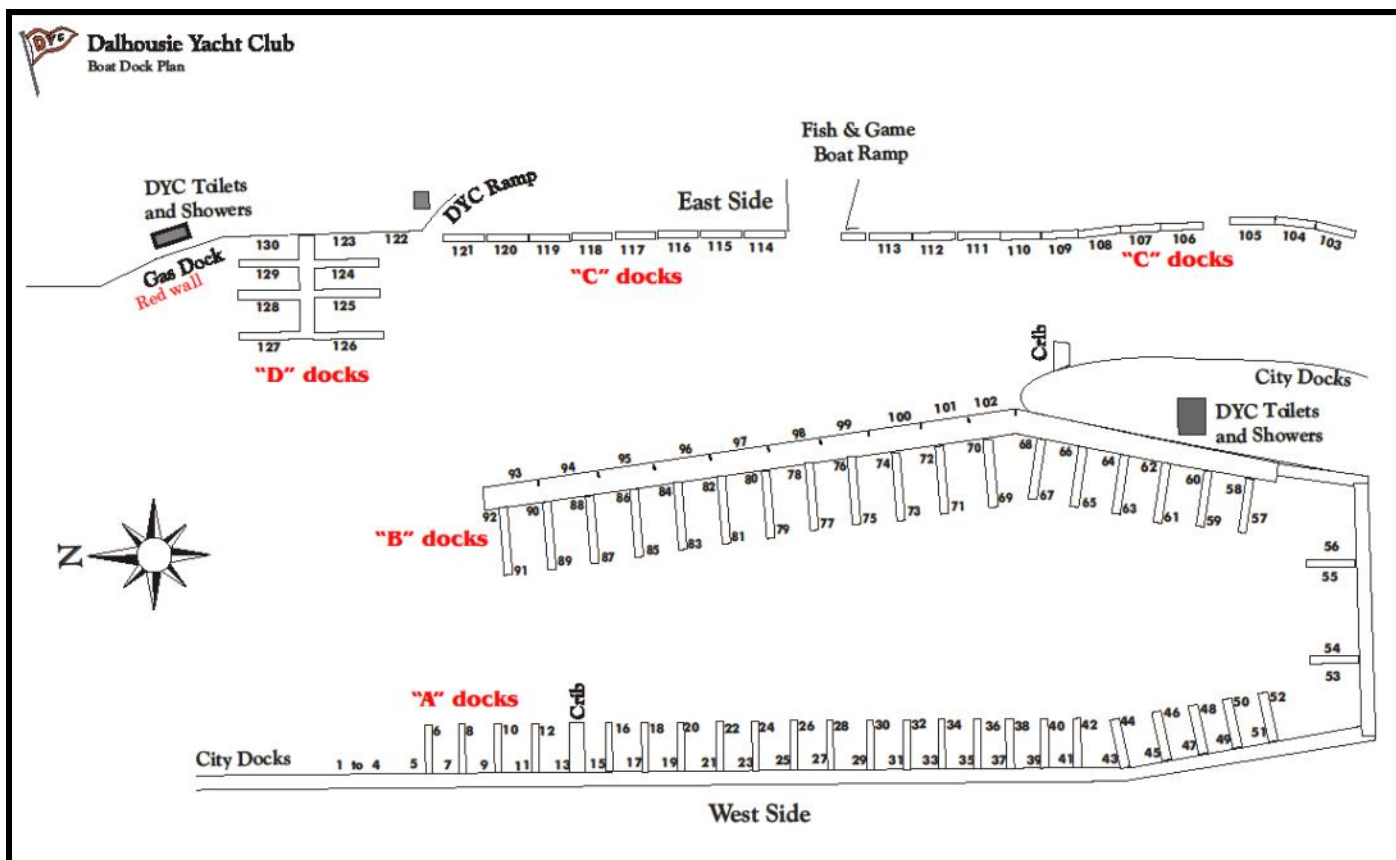 DYC
Dalhousie Yacht Club
Boat Dock Plan
Fish & Game
Boat Ramp
DYC Toilets
and Showers
DYC Ramp
East Side
130 123 122
121 120 119 118 117 116 115 114
113 112 111 110 109 108 107 106
105 104 103
Gas Dock
Red wall
129 124
128 125
127 126
"C" docks
"C" docks
"D" docks
Crib
City Docks
DYC Toilets
and Showers
93 94 95 96 97 98 99 100 101 102
92 90 88 86 84 82 80 78 76 74 72 70 68 66 64 62 60 58
91 89 87 85 83 81 79 77 75 73 71 69 67 65 63 61 59 57
"B" docks
N
56
55
54
53
"A" docks
Crib
6 8 10 12 16 18 20 22 24 26 28 30 32 34 36 38 40 42 44 46 48 50 52
City Docks
1 to 4
5 7 9 11 13 15 17 19 21 23 25 27 29 31 33 35 37 39 41 43 45 47 49 51
West Side